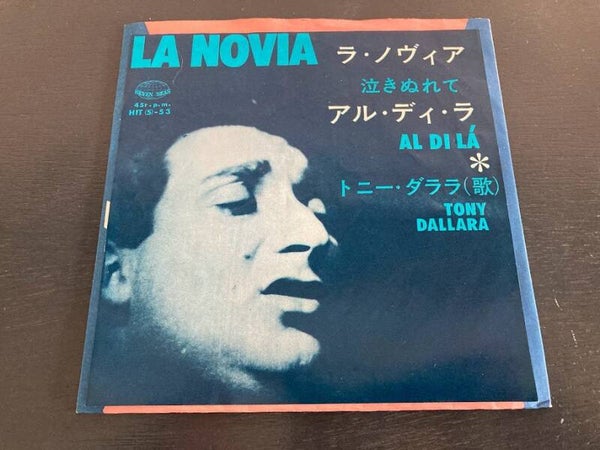 LA NOVIA ラ・ノヴィア
SEVEN SEAS
45r.p.m.
HIT(S)-53
泣きぬれて
アル・ディ・ラ
AL DI LÁ
*
トニー・ダララ(歌)
TONY
DALLARA